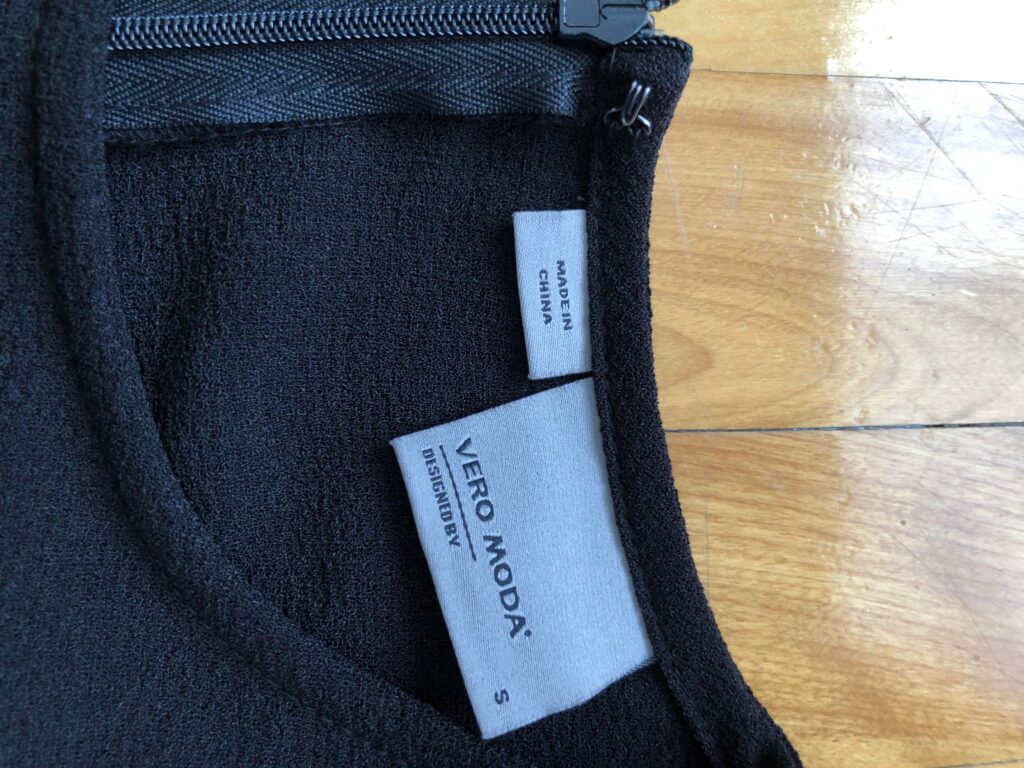 MADE IN
CHINA
VERO MODA
DESIGNED BY
S